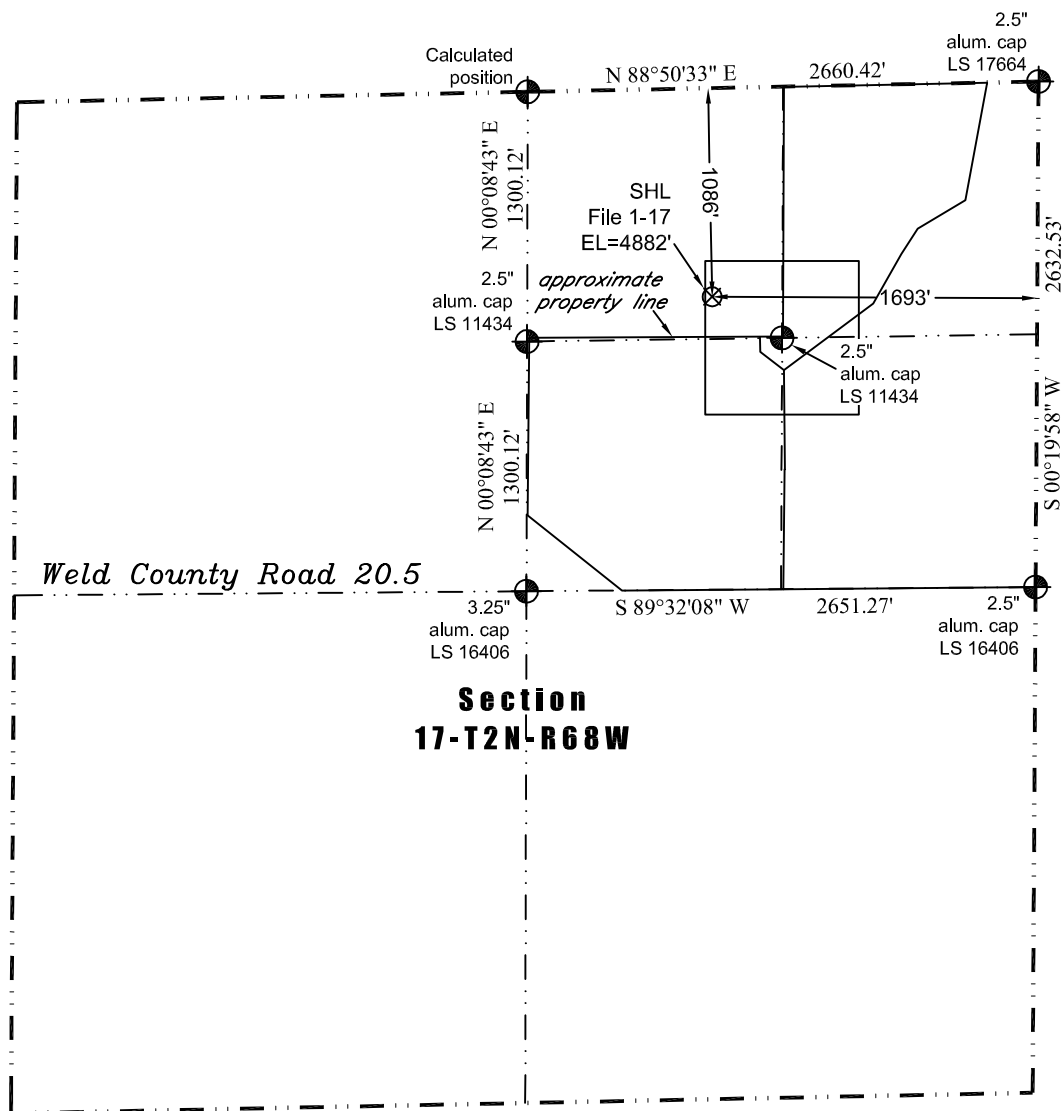 2.5"
alum. cap
LS 17664
Calculated
position
N 88°50'33" E
2660.42'
N 00°08'43" E
1300.12'
1086'
SHL
File 1-17
EL=4882'
2632.53'
1693'
2.5"
alum. cap
LS 11434
approximate
property line
2.5"
alum. cap
LS 11434
N 00°08'43" E
1300.12'
S 00°19'58" W
Weld County Road 20.5
3.25"
alum. cap
LS 16406
S 89°32'08" W
2651.27'
2.5"
alum. cap
LS 16406
Section
17-T2N-R68W